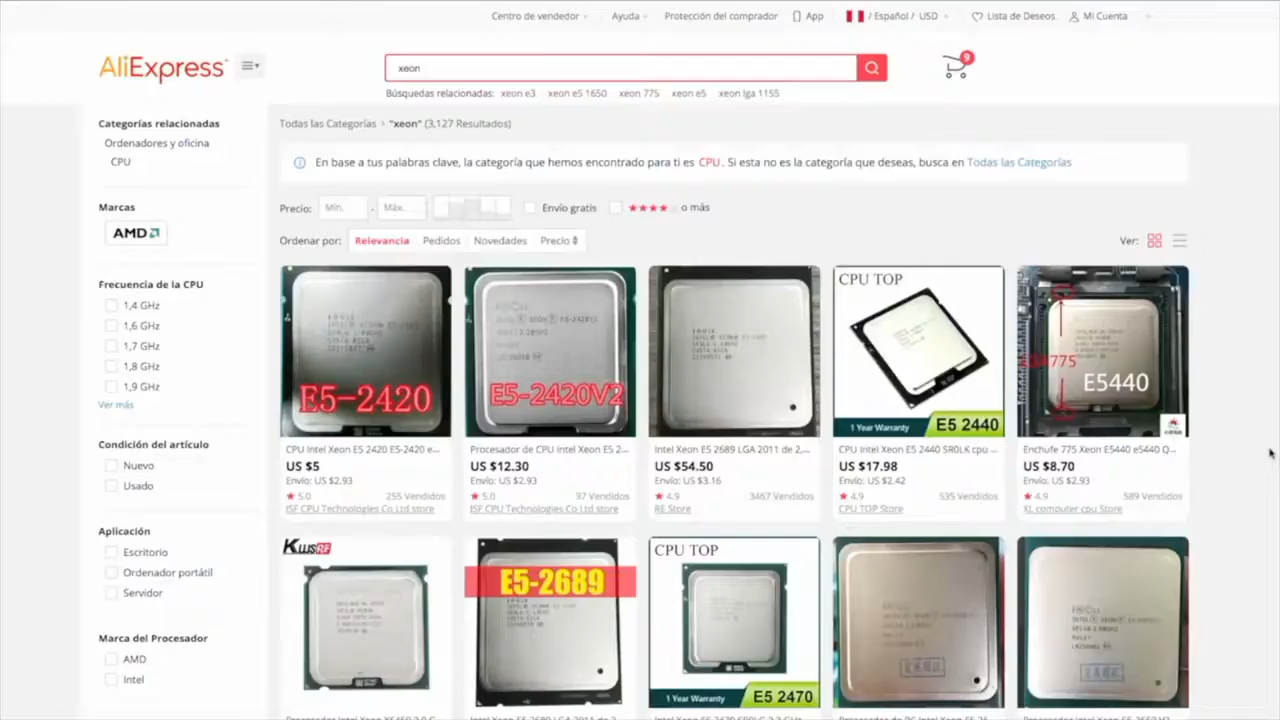 Centro de vendedor
Ayuda
Protección del comprador
App
/ Español / USD
Lista de Deseos
Mi Cuenta
AliExpress
xeon
9
Búsquedas relacionadas: xeon e3 xeon e5 1650 xeon 775 xeon e5 xeon lga 1155
Categorías relacionadas
Ordenadores y oficina
CPU
Todas las Categorías > "xeon" (3,127 Resultados)
En base a tus palabras clave, la categoría que hemos encontrado para ti es CPU. Si esta no es la categoría que deseas, busca en Todas las Categorías
Marcas
AMD
Precio: Mín. - Máx. Envío gratis o más
Ordenar por: Relevancia Pedidos Novedades Precio
Ver:
Frecuencia de la CPU
1,4 GHz
1,6 GHz
1,7 GHz
1,8 GHz
1,9 GHz
Ver más
Condición del artículo
Nuevo
Usado
Aplicación
Escritorio
Ordenador portátil
Servidor
Marca del Procesador
AMD
Intel
E5-2420
CPU Intel Xeon E5 2420 E5-2420 e...
US $5
Envío: US $2.93
5.0 255 Vendidos
ISF CPU Technologies Co Ltd store
E5-2420V2
Procesador de CPU Intel Xeon E5 2...
US $12.30
Envío: US $2.93
5.0 37 Vendidos
ISF CPU Technologies Co Ltd store
Intel Xeon E5 2689 LGA 2011 de 2,...
US $54.50
Envío: US $3.16
4.9 3467 Vendidos
RE Store
CPU TOP
1 Year Warranty E5 2440
Intel Xeon E5 2440 SR0LK cpu ...
US $17.98
Envío: US $2.42
4.9 535 Vendidos
CPU TOP Store
E5440
Enchufe 775 Xeon E5440 e5440 Q...
US $8.70
Envío: US $2.93
4.9 589 Vendidos
XL computer cpu Store
KLLISRE
E5-2689
CPU TOP
1 Year Warranty E5 2470